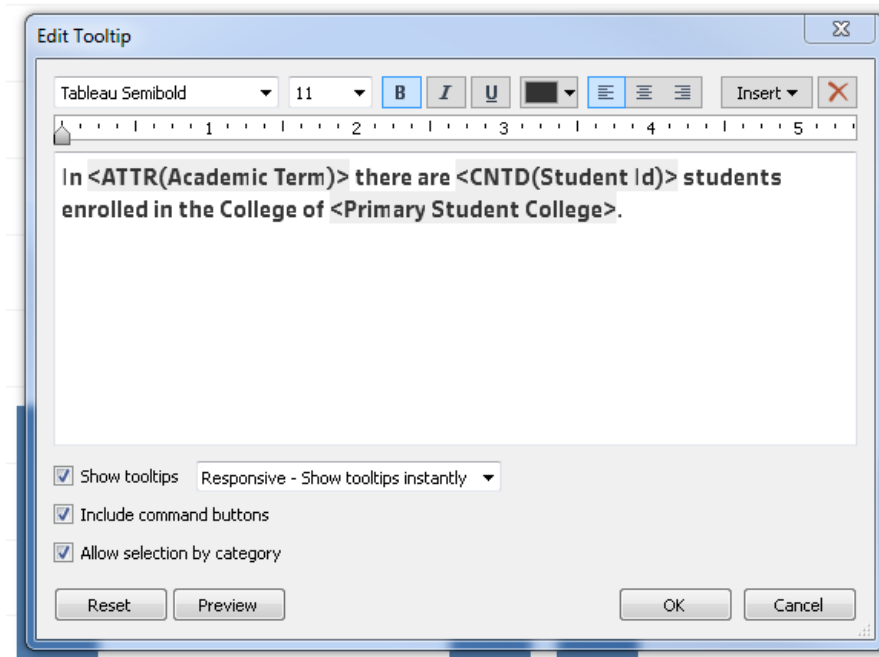 Edit Tooltip
Tableau Semibold 11 B I U Insert
1 2 3 4 5
In <ATTR(Academic Term)> there are <CNTD(Student Id)> students
enrolled in the College of <Primary Student College>.
Show tooltips Responsive - Show tooltips instantly
Include command buttons
Allow selection by category
Reset Preview OK Cancel